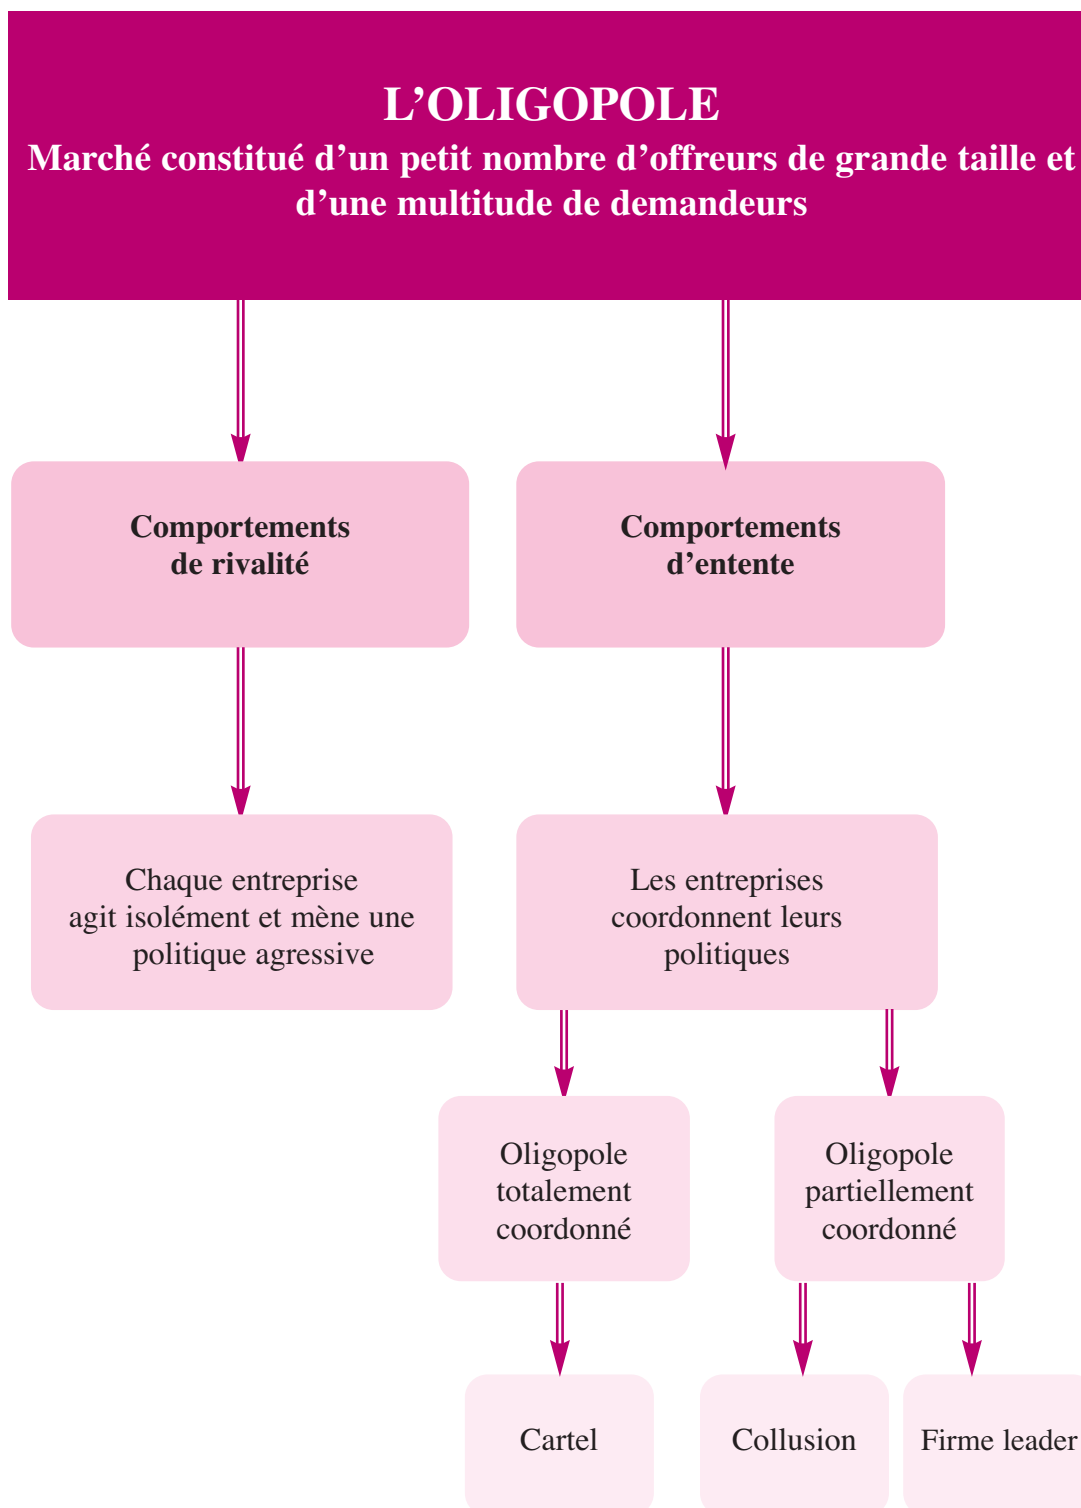 L’OLIGOPOLE
Marché constitué d’un petit nombre d’offreurs de grande taille et
d’une multitude de demandeurs
Comportements
de rivalité
Comportements
d’entente
Chaque entreprise
agit isolément et mène une
politique agressive
Les entreprises
coordonnent leurs
politiques
Oligopole
totalement
coordonné
Oligopole
partiellement
coordonné
Cartel
Collusion
Firme leader